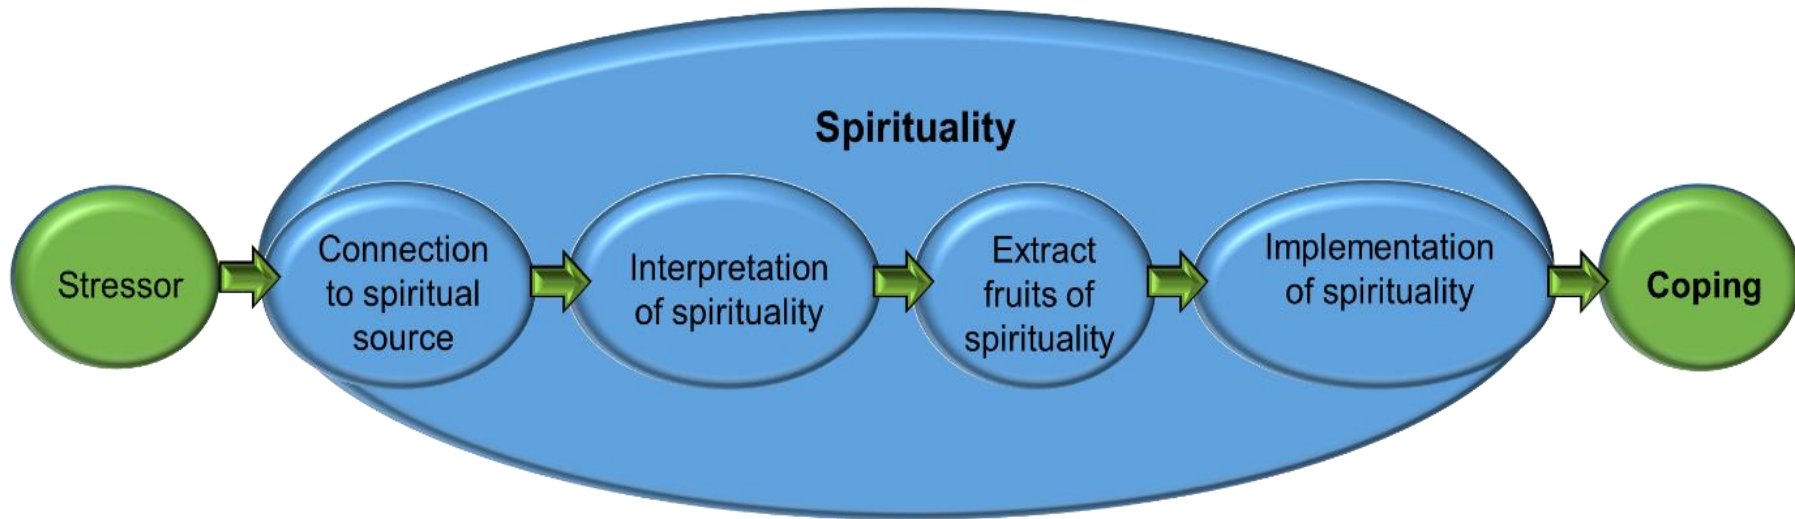 Spirituality
Stressor
Connection
to spiritual
source
Interpretation
of spirituality
Extract
fruits of
spirituality
Implementation
of spirituality
Coping